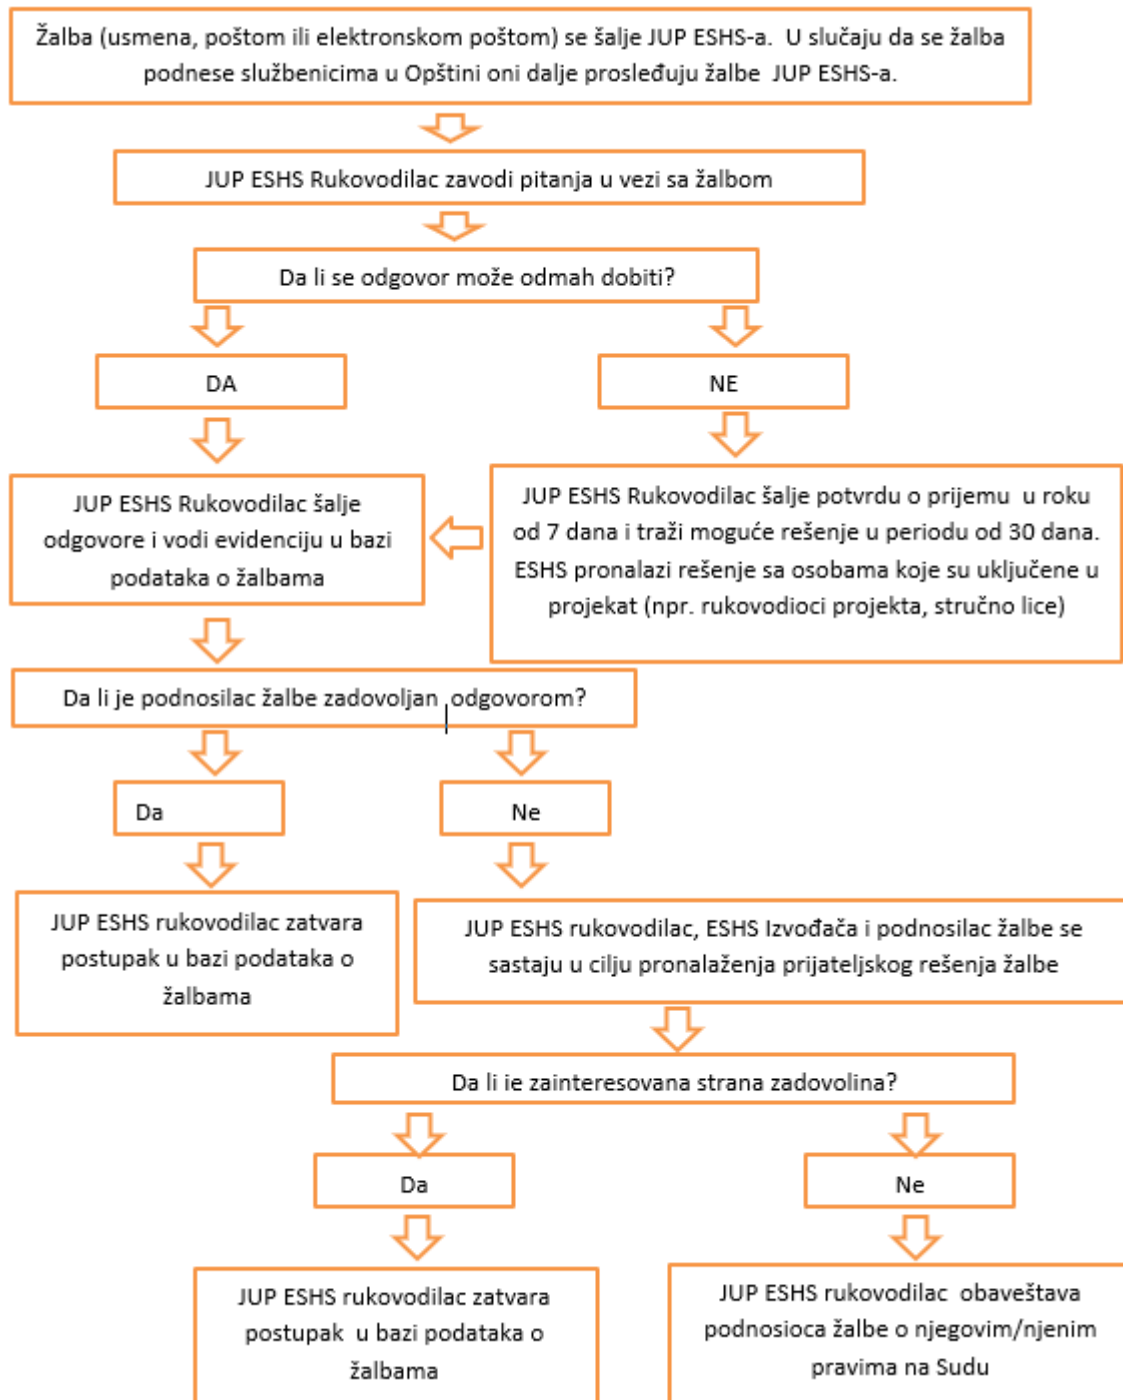 Žalba (usmena, poštom ili elektronskom poštom) se šalje JUP ESHS-a. U slučaju da se žalba
podnese službenicima u Opštini oni dalje prosleđuju žalbe JUP ESHS-a.
JUP ESHS Rukovodilac zavodi pitanja u vezi sa žalbom
Da li se odgovor može odmah dobiti?
DA
NE
JUP ESHS Rukovodilac šalje
odgovore i vodi evidenciju u bazi
podataka o žalbama
JUP ESHS Rukovodilac šalje potvrdu o prijemu u roku
od 7 dana i traži moguće rešenje u periodu od 30 dana.
ESHS pronalazi rešenje sa osobama koje su uključene u
projekat (npr. rukovodioci projekta, stručno lice)
Da li je podnosilac žalbe zadovoljan odgovorom?
Da
Ne
JUP ESHS rukovodilac zatvara
postupak u bazi podataka o
žalbama
JUP ESHS rukovodilac, ESHS Izvođača i podnosilac žalbe se
sastaju u cilju pronalaženja prijateljskog rešenja žalbe
Da li ie zainteresovana strana zadovolina?
Da
Ne
JUP ESHS rukovodilac zatvara
postupak u bazi podataka o
žalbama
JUP ESHS rukovodilac obaveštava
podnosioca žalbe o njegovim/njenim
pravima na Sudu